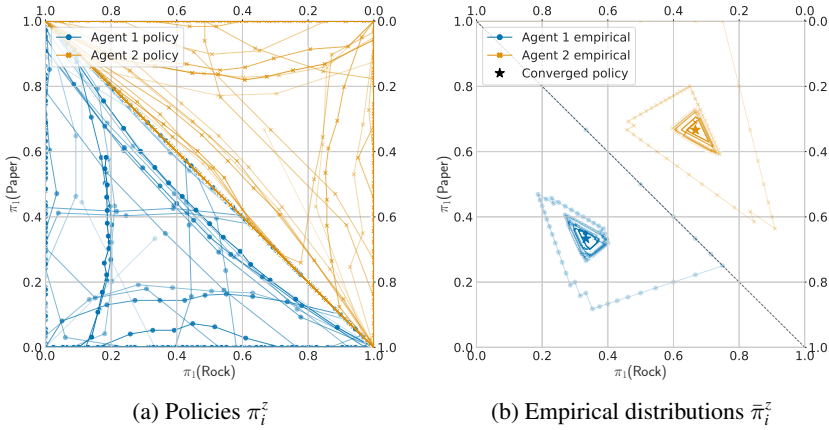 1.0 0.8 0.6 0.4 0.2 0.0
1.0 0.8 0.6 0.4 0.2 0.0
0.0 0.2 0.4 0.6 0.8 1.0
π₁(Paper)
Agent 1 policy
Agent 2 policy
0.0 0.2 0.4 0.6 0.8 1.0
π₁(Rock)
(a) Policies π_i^z
1.0 0.8 0.6 0.4 0.2 0.0
1.0 0.8 0.6 0.4 0.2 0.0
0.0 0.2 0.4 0.6 0.8 1.0
π₁(Paper)
Agent 1 empirical
Agent 2 empirical
Converged policy
0.2 0.4 0.6 0.8 1.0
π₁(Rock)
(b) Empirical distributions π̄_i^z